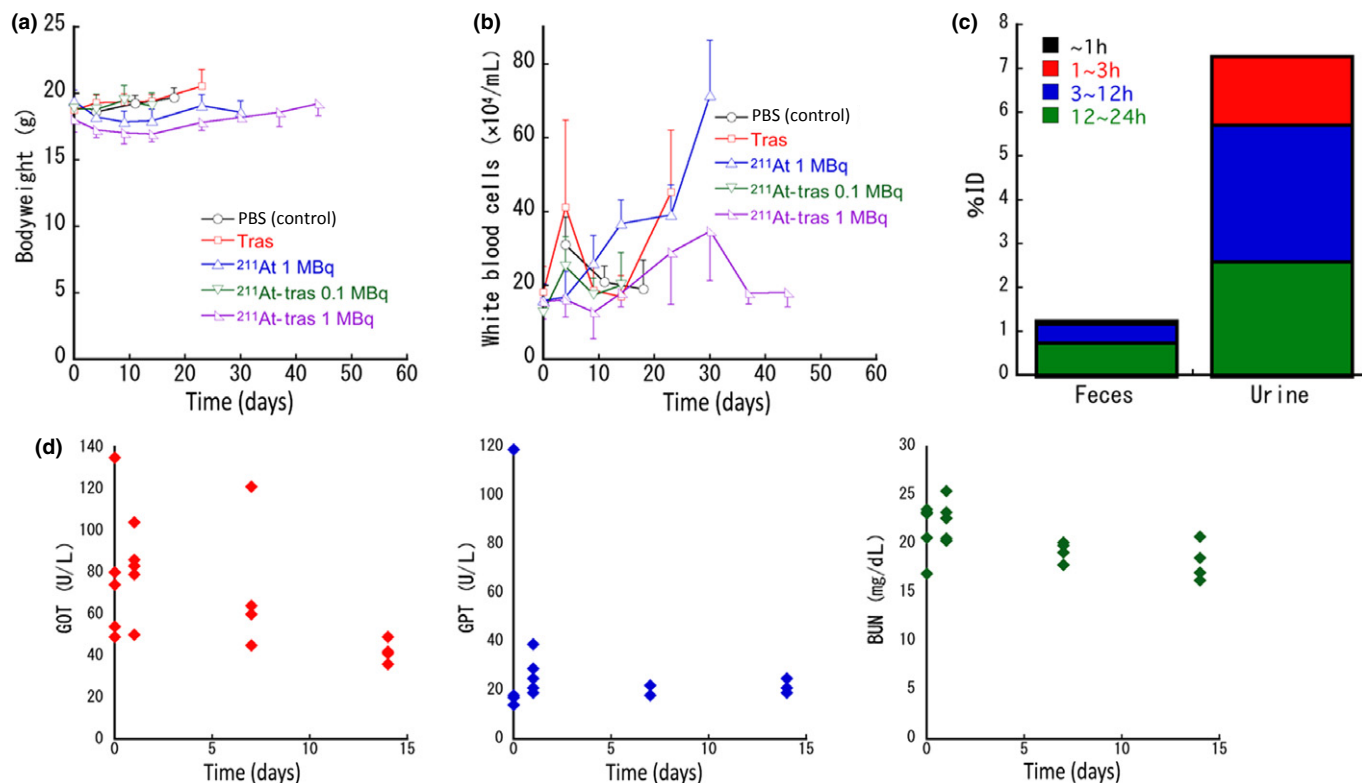 (a)
25
20
15
10
5
0
Bodyweight (g)
PBS (control)
Tras
²¹¹At 1 MBq
²¹¹At-tras 0.1 MBq
²¹¹At-tras 1 MBq
0 10 20 30 40 50 60
Time (days)
(b)
80
60
40
20
0
White blood cells (×10⁴/mL)
PBS (control)
Tras
²¹¹At 1 MBq
²¹¹At-tras 0.1 MBq
²¹¹At-tras 1 MBq
0 10 20 30 40 50 60
Time (days)
(c)
8
7
6
5
4
3
2
1
0
%ID
~1h
1~3h
3~12h
12~24h
Feces Urine
(d)
140
120
100
80
60
40
20
0
GOT (U/L)
0 5 10 15
Time (days)
120
100
80
60
40
20
0
GPT (U/L)
0 5 10 15
Time (days)
30
25
20
15
10
5
0
BUN (mg/dL)
0 5 10 15
Time (days)